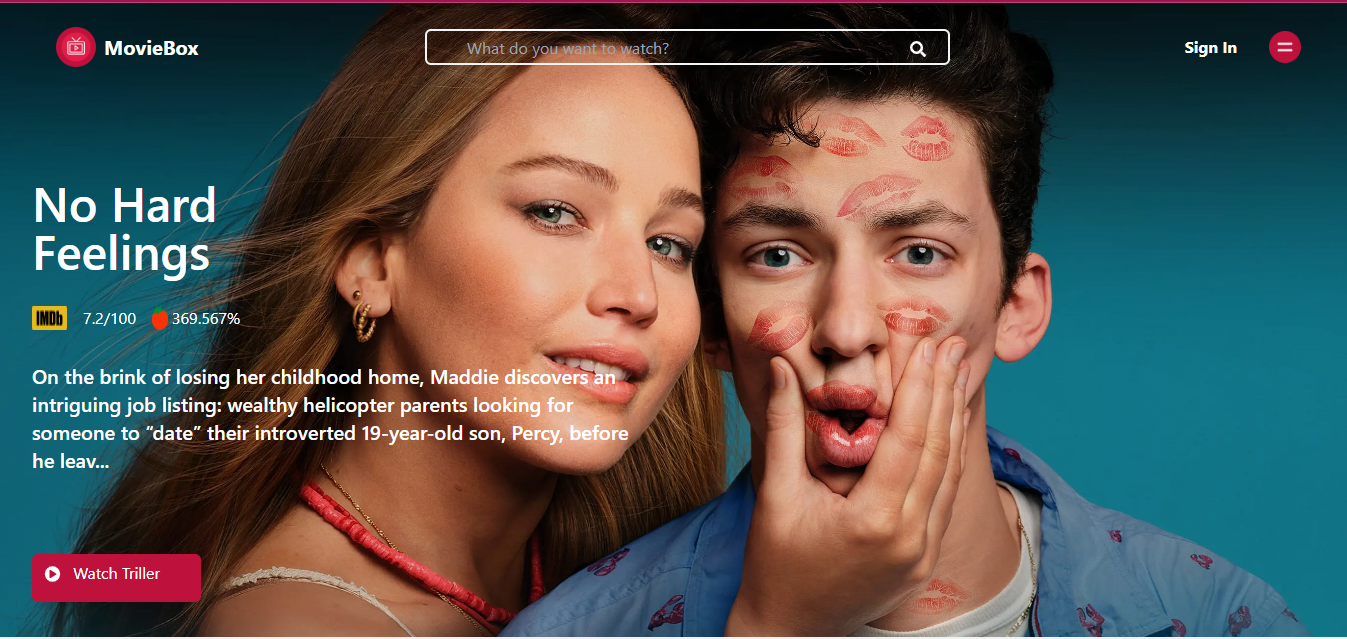 MovieBox
What do you want to watch?
Sign In
No Hard
Feelings
IMDb 7.2/100 369.567%
On the brink of losing her childhood home, Maddie discovers an
intriguing job listing: wealthy helicopter parents looking for
someone to “date” their introverted 19-year-old son, Percy, before
he leav...
Watch Triller